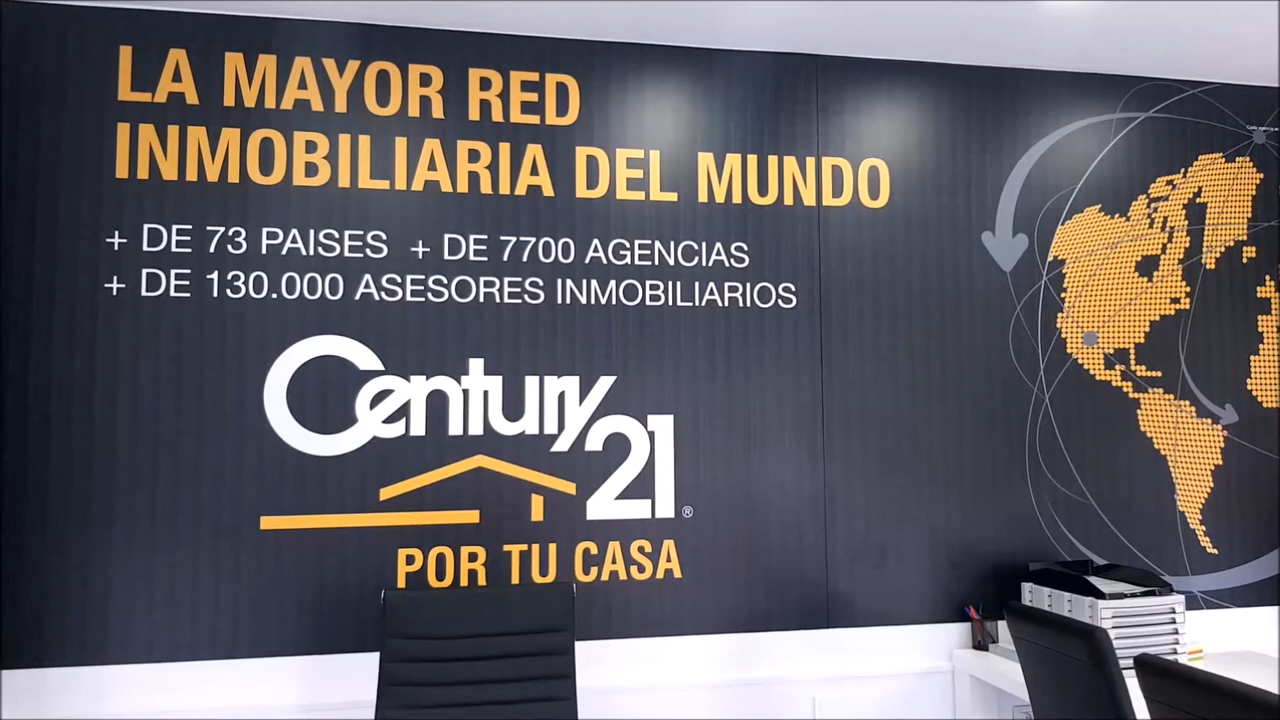 LA MAYOR RED
INMOBILIARIA DEL MUNDO
+ DE 73 PAISES + DE 7700 AGENCIAS
+ DE 130.000 ASESORES INMOBILIARIOS
Century
21®
POR TU CASA